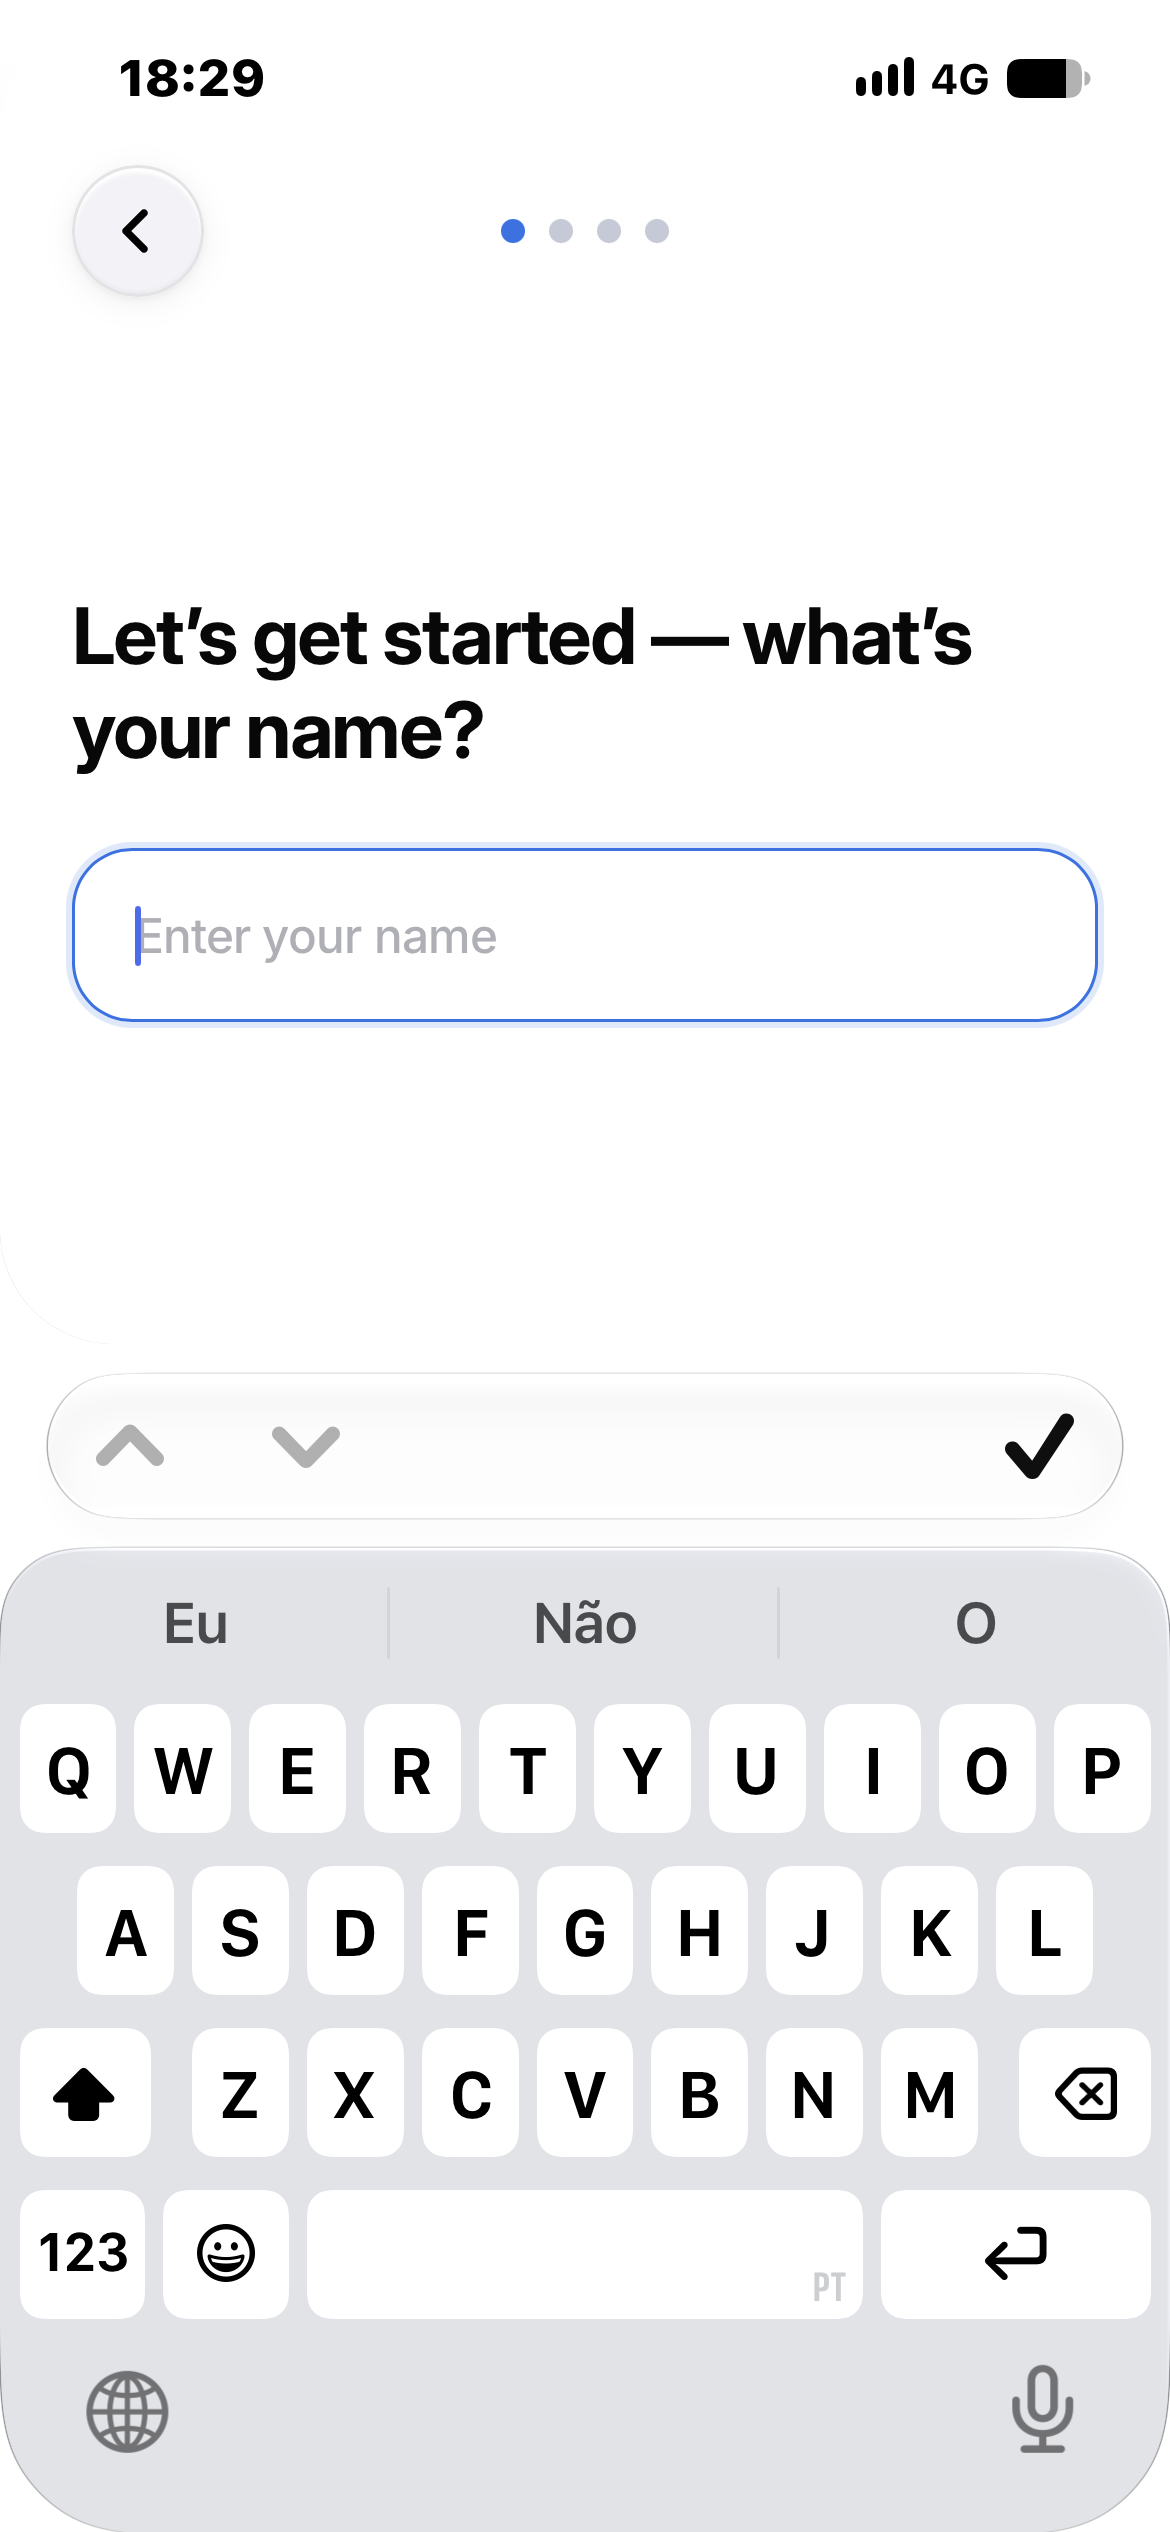 18:29 4G
Let’s get started — what’s
your name?
Enter your name
Eu Não O
Q W E R T Y U I O P
A S D F G H J K L
Z X C V B N M
123 PT